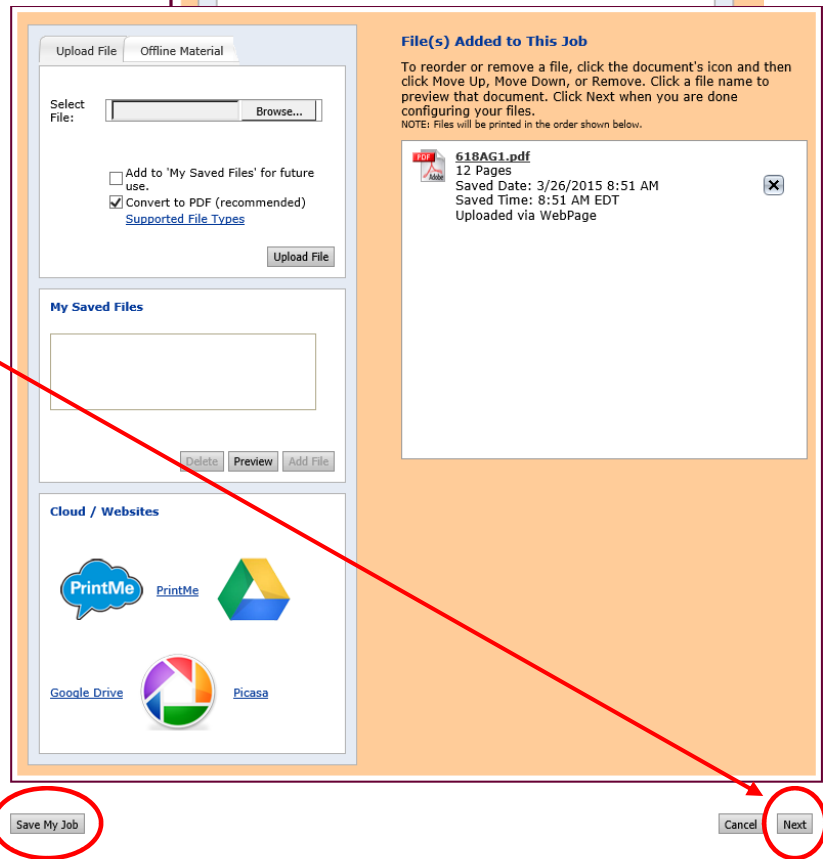 Upload File
Offline Material
Select
File:
Browse...
Add to 'My Saved Files' for future
use.
Convert to PDF (recommended)
Supported File Types
Upload File
My Saved Files
Delete
Preview
Add File
Cloud / Websites
PrintMe
PrintMe
Google Drive
Picasa
File(s) Added to This Job
To reorder or remove a file, click the document's icon and then
click Move Up, Move Down, or Remove. Click a file name to
preview that document. Click Next when you are done
configuring your files.
NOTE: Files will be printed in the order shown below.
PDF
Adobe
618AG1.pdf
12 Pages
Saved Date: 3/26/2015 8:51 AM
Saved Time: 8:51 AM EDT
Uploaded via WebPage
Save My Job
Cancel
Next